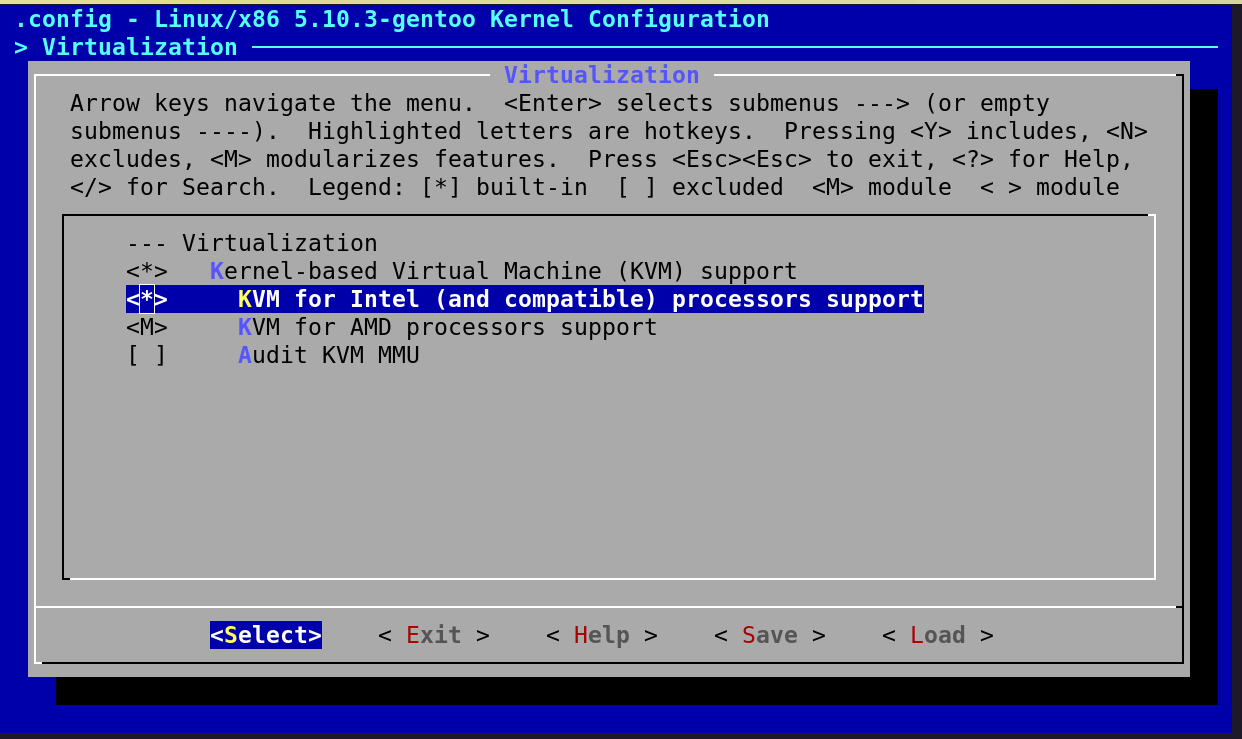 .config - Linux/x86 5.10.3-gentoo Kernel Configuration
> Virtualization
Virtualization
Arrow keys navigate the menu.  <Enter> selects submenus ---> (or empty
submenus ----).  Highlighted letters are hotkeys.  Pressing <Y> includes, <N>
excludes, <M> modularizes features.  Press <Esc><Esc> to exit, <?> for Help,
</> for Search.  Legend: [*] built-in  [ ] excluded  <M> module  < > module
--- Virtualization
<*>   Kernel-based Virtual Machine (KVM) support
<*>     KVM for Intel (and compatible) processors support
<M>     KVM for AMD processors support
[ ]     Audit KVM MMU
<Select>    < Exit >    < Help >    < Save >    < Load >